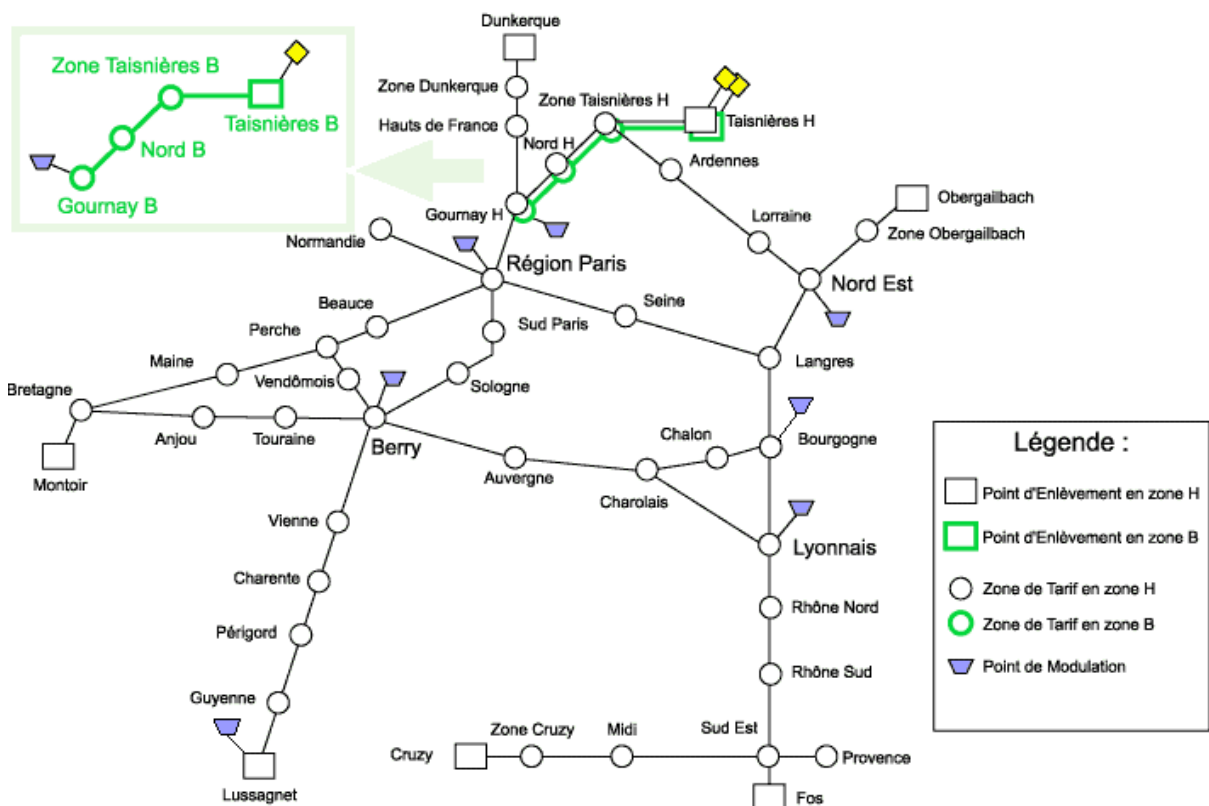 Dunkerque
Zone Taisnières B
Zone Dunkerque
Zone Taisnières H
Taisnières B
Hauts de France
Taisnières H
Nord B
Nord H
Ardennes
Gournay B
Gournay H
Obergailbach
Lorraine
Zone Obergailbach
Normandie
Région Paris
Nord Est
Beauce
Seine
Sud Paris
Perche
Maine
Langres
Bretagne
Vendômois
Sologne
Anjou
Touraine
Berry
Chalon
Bourgogne
Auvergne
Charolais
Montoir
Vienne
Lyonnais
Charente
Rhône Nord
Périgord
Rhône Sud
Guyenne
Zone Cruzy
Midi
Sud Est
Cruzy
Provence
Lussagnet
Fos
Légende :
Point d'Enlèvement en zone H
Point d'Enlèvement en zone B
Zone de Tarif en zone H
Zone de Tarif en zone B
Point de Modulation